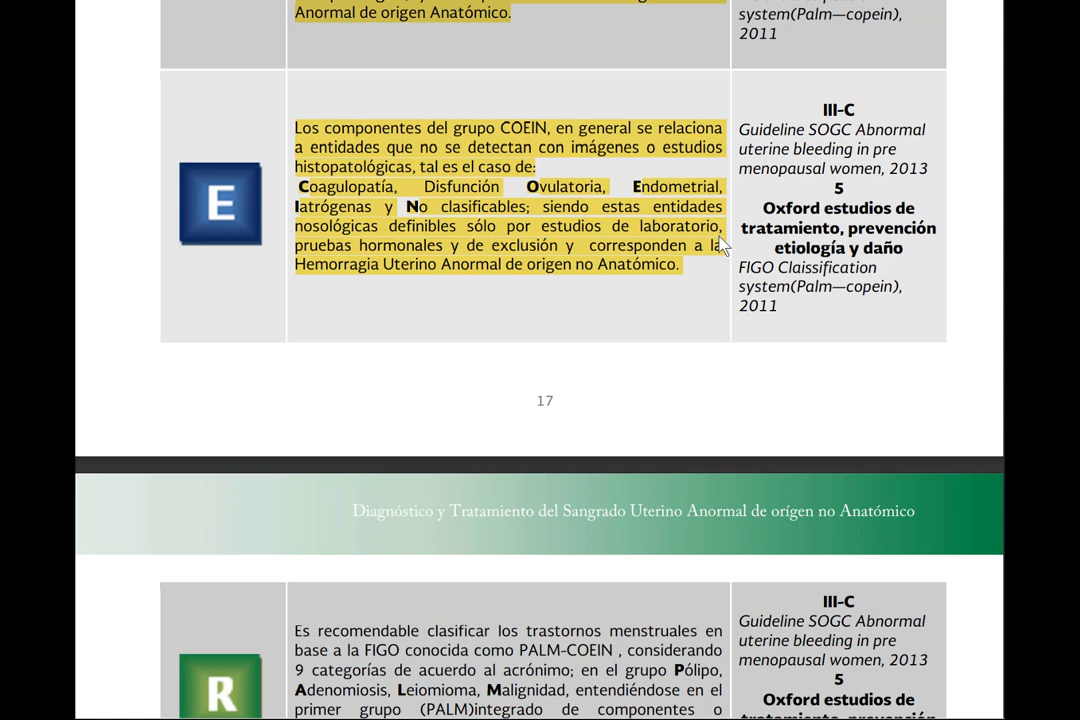 Anormal de origen Anatómico.
system(Palm—copein),
2011
E
Los componentes del grupo COEIN, en general se relaciona
a entidades que no se detectan con imágenes o estudios
histopatológicas, tal es el caso de:
Coagulopatía, Disfunción Ovulatoria, Endometrial,
Iatrógenas y No clasificables; siendo estas entidades
nosológicas definibles sólo por estudios de laboratorio,
pruebas hormonales y de exclusión y corresponden a la
Hemorragia Uterino Anormal de origen no Anatómico.
III-C
Guideline SOGC Abnormal
uterine bleeding in pre
menopausal women, 2013
5
Oxford estudios de
tratamiento, prevención
etiología y daño
FIGO Claissification
system(Palm—copein),
2011
17
Diagnóstico y Tratamiento del Sangrado Uterino Anormal de orígen no Anatómico
R
Es recomendable clasificar los trastornos menstruales en
base a la FIGO conocida como PALM-COEIN , considerando
9 categorías de acuerdo al acrónimo; en el grupo Pólipo,
Adenomiosis, Leiomioma, Malignidad, entendiéndose en el
primer grupo (PALM)integrado de componentes o
III-C
Guideline SOGC Abnormal
uterine bleeding in pre
menopausal women, 2013
5
Oxford estudios de
tratamiento, prevención